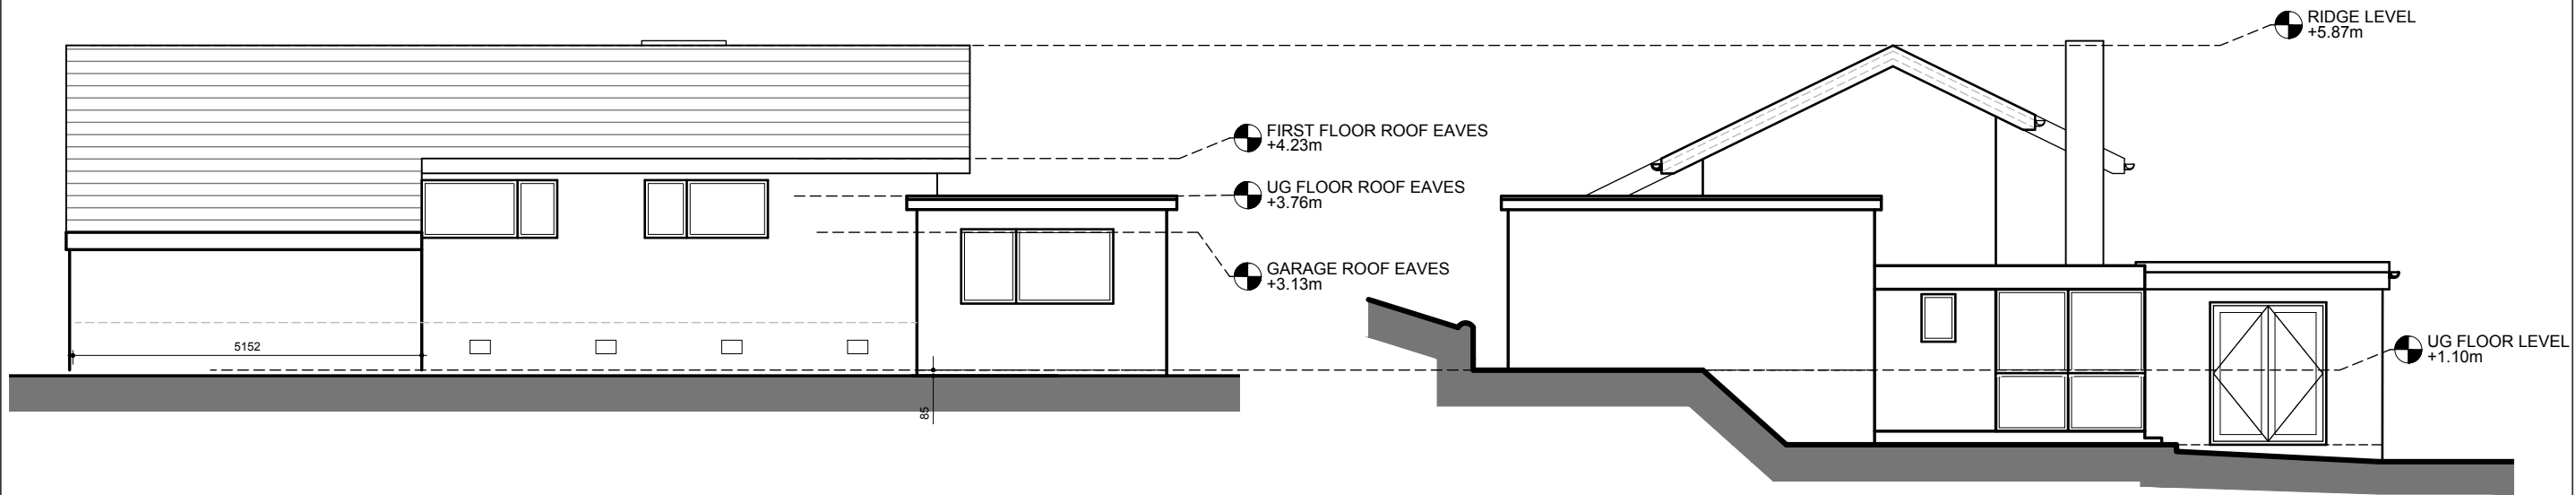 RIDGE LEVEL
+5.87m
FIRST FLOOR ROOF EAVES
+4.23m
UG FLOOR ROOF EAVES
+3.76m
GARAGE ROOF EAVES
+3.13m
5152
UG FLOOR LEVEL
+1.10m
85